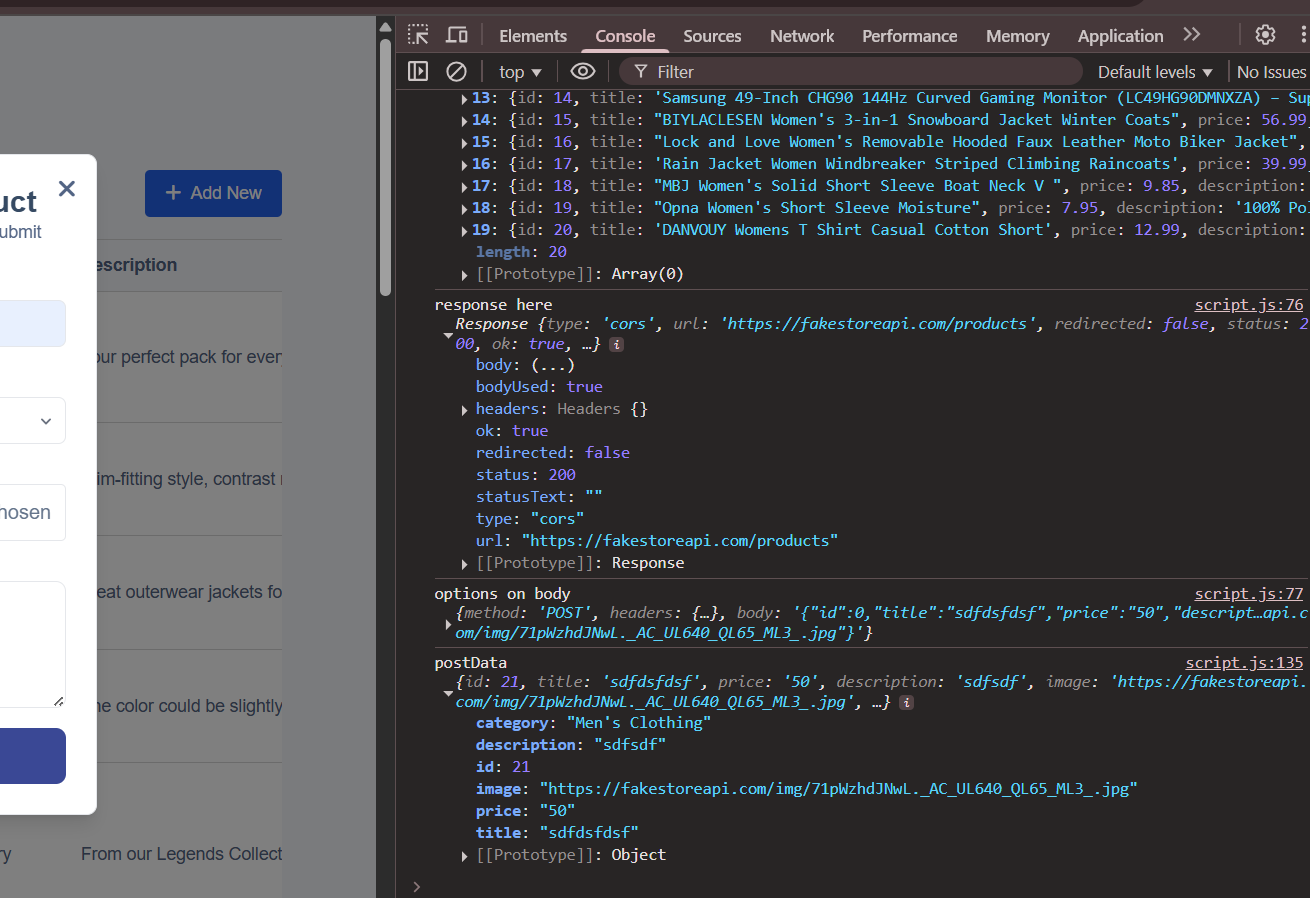 Elements Console Sources Network Performance Memory Application
top Filter Default levels No Issues
13: {id: 14, title: 'Samsung 49-Inch CHG90 144Hz Curved Gaming Monitor (LC49HG90DMNXZA) – Sup
14: {id: 15, title: "BIYLACLESEN Women's 3-in-1 Snowboard Jacket Winter Coats", price: 56.99,
15: {id: 16, title: "Lock and Love Women's Removable Hooded Faux Leather Moto Biker Jacket",
16: {id: 17, title: 'Rain Jacket Women Windbreaker Striped Climbing Raincoats', price: 39.99,
17: {id: 18, title: "MBJ Women's Solid Short Sleeve Boat Neck V ", price: 9.85, description:
18: {id: 19, title: "Opna Women's Short Sleeve Moisture", price: 7.95, description: '100% Pol
19: {id: 20, title: 'DANVOUY Womens T Shirt Casual Cotton Short', price: 12.99, description:
length: 20
[[Prototype]]: Array(0)
response here script.js:76
Response {type: 'cors', url: 'https://fakestoreapi.com/products', redirected: false, status: 2
00, ok: true, …}
body: (...)
bodyUsed: true
headers: Headers {}
ok: true
redirected: false
status: 200
statusText: ""
type: "cors"
url: "https://fakestoreapi.com/products"
[[Prototype]]: Response
options on body script.js:77
{method: 'POST', headers: {…}, body: '{"id":0,"title":"sdfdsfdsf","price":"50","descript…api.c
om/img/71pWzhdJNwL._AC_UL640_QL65_ML3_.jpg"}'}
postData script.js:135
{id: 21, title: 'sdfdsfdsf', price: '50', description: 'sdfsdf', image: 'https://fakestoreapi.
com/img/71pWzhdJNwL._AC_UL640_QL65_ML3_.jpg', …}
category: "Men's Clothing"
description: "sdfsdf"
id: 21
image: "https://fakestoreapi.com/img/71pWzhdJNwL._AC_UL640_QL65_ML3_.jpg"
price: "50"
title: "sdfdsfdsf"
[[Prototype]]: Object
uct
ubmit
hosen
+ Add New
escription
our perfect pack for every
im-fitting style, contrast
eat outerwear jackets fo
he color could be slightly
ry From our Legends Collect